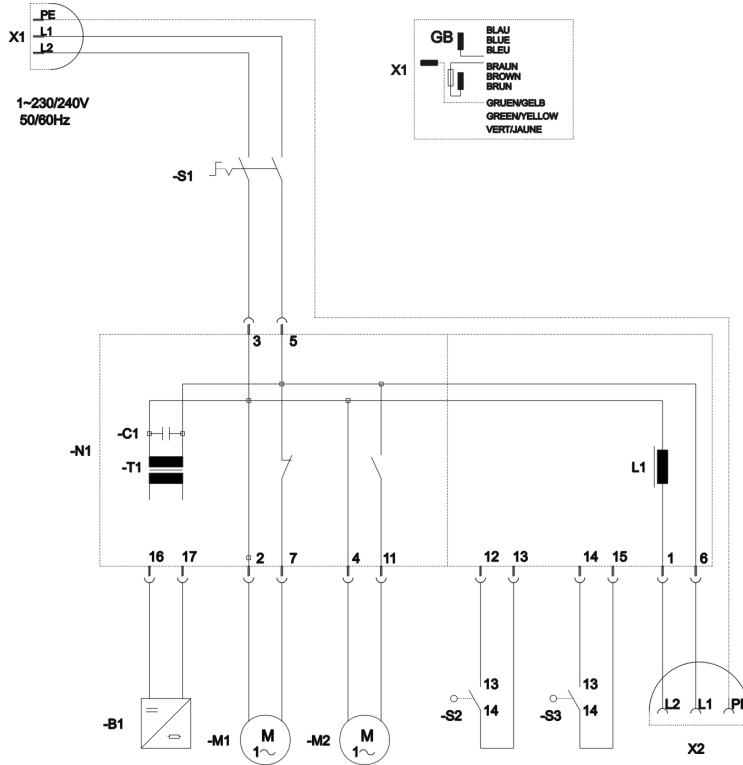 PE
X1 L1
L2
1~230/240V
50/60Hz
GB
BLAU
BLUE
BLEU
X1
BRAUN
BROWN
BRUN
GRUEN/GELB
GREEN/YELLOW
VERT/JAUNE
-S1
3 5
-C1
-N1
-T1
L1
16 17 2 7 4 11 12 13 14 15 1 6
13 13
-S2 14 -S3 14
L2 L1 PE
-B1
-M1 M 1~
-M2 M 1~
X2